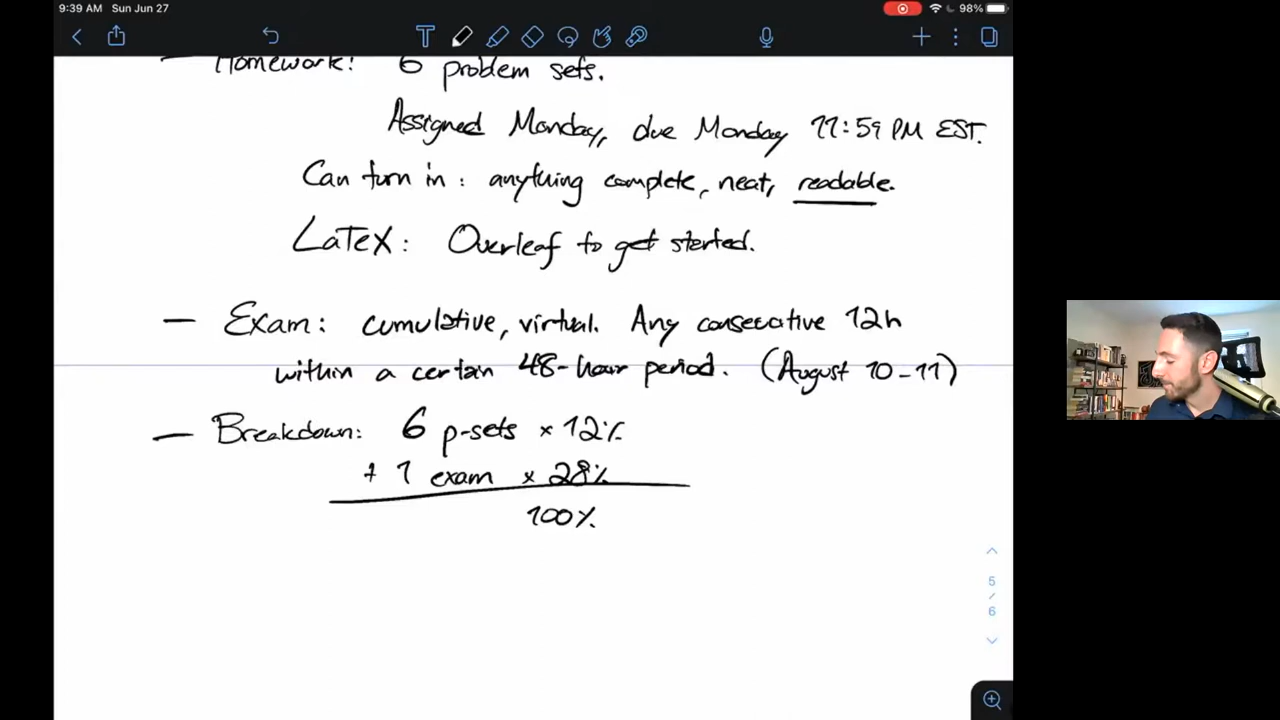 9:39 AM Sun Jun 27
98%
— Homework: 6 problem sets.
Assigned Monday, due Monday 11:59 PM EST.
Can turn in: anything complete, neat, readable.
LaTeX: Overleaf to get started.
— Exam: cumulative, virtual. Any consecutive 12h
within a certain 48-hour period. (August 10-11)
— Breakdown: 6 p-sets × 12%
+ 1 exam × 28%
100%
5
/
6